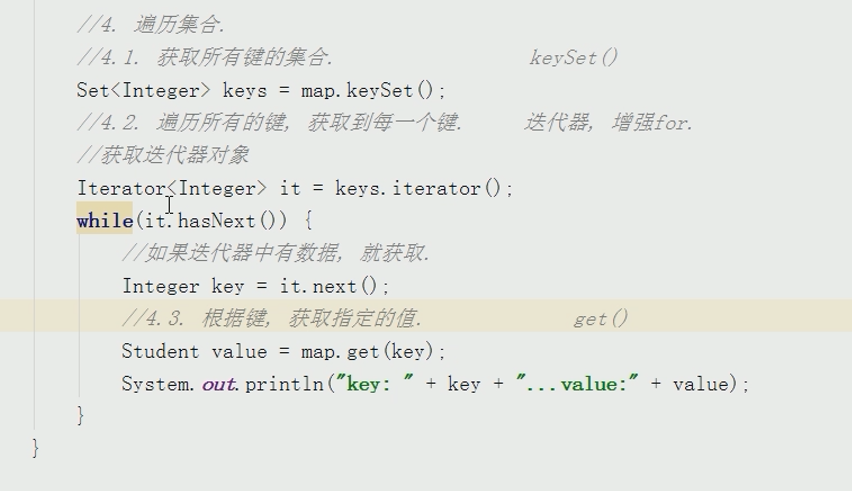 //4. 遍历集合.
//4.1. 获取所有键的集合. keySet()
Set<Integer> keys = map.keySet();
//4.2. 遍历所有的键, 获取到每一个键. 迭代器, 增强for.
//获取迭代器对象
Iterator<Integer> it = keys.iterator();
while(it.hasNext()) {
//如果迭代器中有数据, 就获取.
Integer key = it.next();
//4.3. 根据键, 获取指定的值. get()
Student value = map.get(key);
System.out.println("key: " + key + "...value:" + value);
}
}